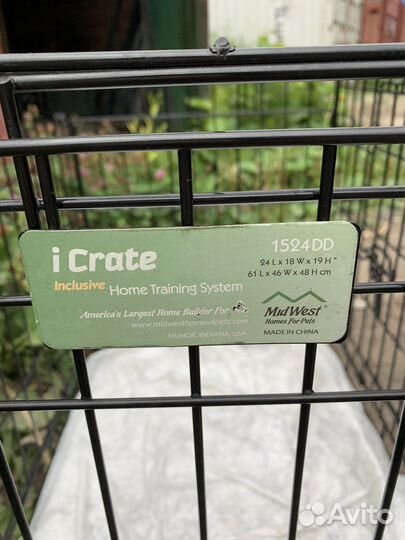 i Crate
1524DD
24 L x 18 W x 19 H "
61 L x 46 W x 48 H cm
Inclusive Home Training System
America's Largest Home Builder For
www.midwesthomes4pets.com
MUNCIE, INDIANA, USA
MidWest
Homes For Pets
MADE IN CHINA
Avito